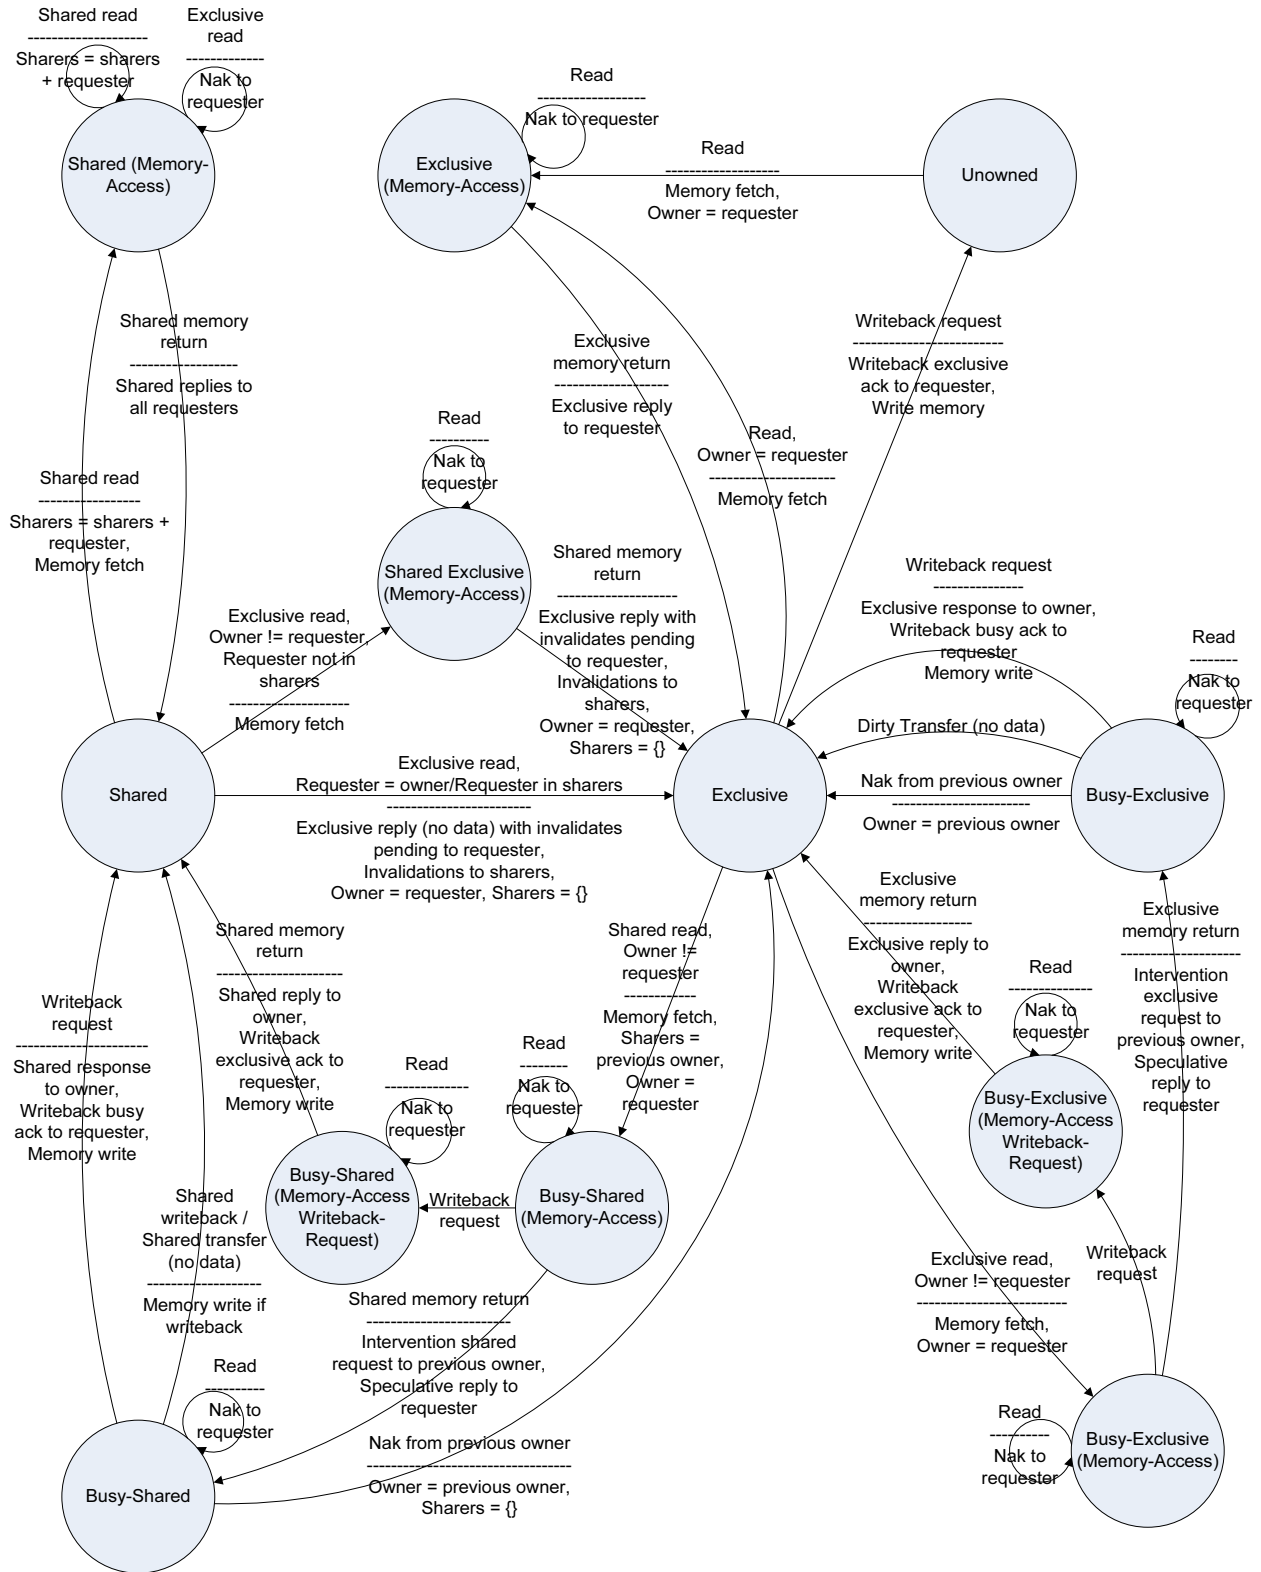 Shared read
--------------------
Sharers = sharers
+ requester
Exclusive
read
-------------
Nak to
requester
Shared (Memory-
Access)
Read
------------------
Nak to requester
Exclusive
(Memory-Access)
Read
-------------------
Memory fetch,
Owner = requester
Unowned
Shared memory
return
------------------
Shared replies to
all requesters
Exclusive
memory return
-------------------
Exclusive reply
to requester
Writeback request
-------------------------
Writeback exclusive
ack to requester,
Write memory
Shared read
-----------------
Sharers = sharers +
requester,
Memory fetch
Read
----------
Nak to
requester
Shared Exclusive
(Memory-Access)
Read,
Owner = requester
---------------------
Memory fetch
Exclusive read,
Owner != requester,
Requester not in
sharers
--------------------
Memory fetch
Shared memory
return
--------------------
Exclusive reply with
invalidates pending
to requester,
Invalidations to
sharers,
Owner = requester,
Sharers = {}
Writeback request
---------------
Exclusive response to owner,
Writeback busy ack to
requester
Memory write
Read
--------
Nak to
requester
Dirty Transfer (no data)
Shared
Exclusive read,
Requester = owner/Requester in sharers
------------------------
Exclusive reply (no data) with invalidates
pending to requester,
Invalidations to sharers,
Owner = requester, Sharers = {}
Exclusive
Nak from previous owner
-----------------------
Owner = previous owner
Busy-Exclusive
Shared memory
return
---------------------
Shared reply to
owner,
Writeback
exclusive ack to
requester,
Memory write
Shared read,
Owner !=
requester
------------
Memory fetch,
Sharers =
previous owner,
Owner =
requester
Exclusive
memory return
------------------
Exclusive reply to
owner,
Writeback
exclusive ack to
requester,
Memory write
Exclusive
memory return
--------------------
Intervention
exclusive
request to
previous owner,
Speculative
reply to
requester
Writeback
request
----------------------
Shared response
to owner,
Writeback busy
ack to requester,
Memory write
Read
--------------
Nak to
requester
Read
--------
Nak to
requester
Read
--------------
Nak to
requester
Busy-Exclusive
(Memory-Access
Writeback-
Request)
Busy-Shared
(Memory-Access
Writeback-
Request)
Writeback
request
Busy-Shared
(Memory-Access)
Shared
writeback /
Shared transfer
(no data)
-------------------
Memory write if
writeback
Writeback
request
Exclusive read,
Owner != requester
-------------------------
Memory fetch,
Owner = requester
Shared memory return
------------------------
Intervention shared
request to previous owner,
Speculative reply to
requester
Read
----------
Nak to
requester
Nak from previous owner
----------------------------------
Owner = previous owner,
Sharers = {}
Read
----------
Nak to
requester
Busy-Exclusive
(Memory-Access)
Busy-Shared